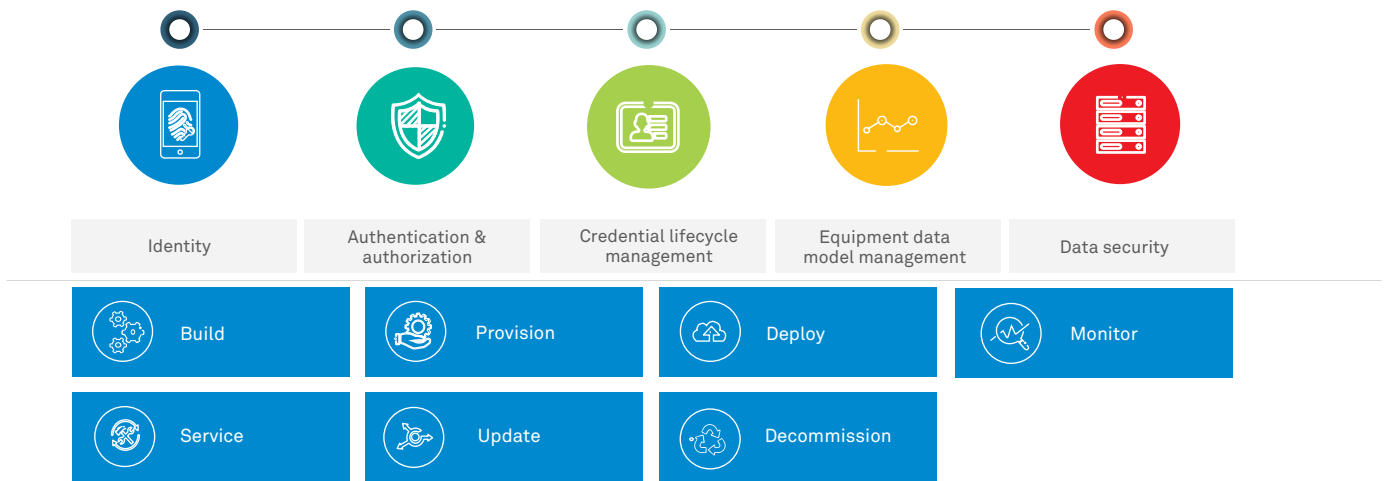 Identity
Authentication &
authorization
Credential lifecycle
management
Equipment data
model management
Data security
Build
Provision
Deploy
Monitor
Service
Update
Decommission